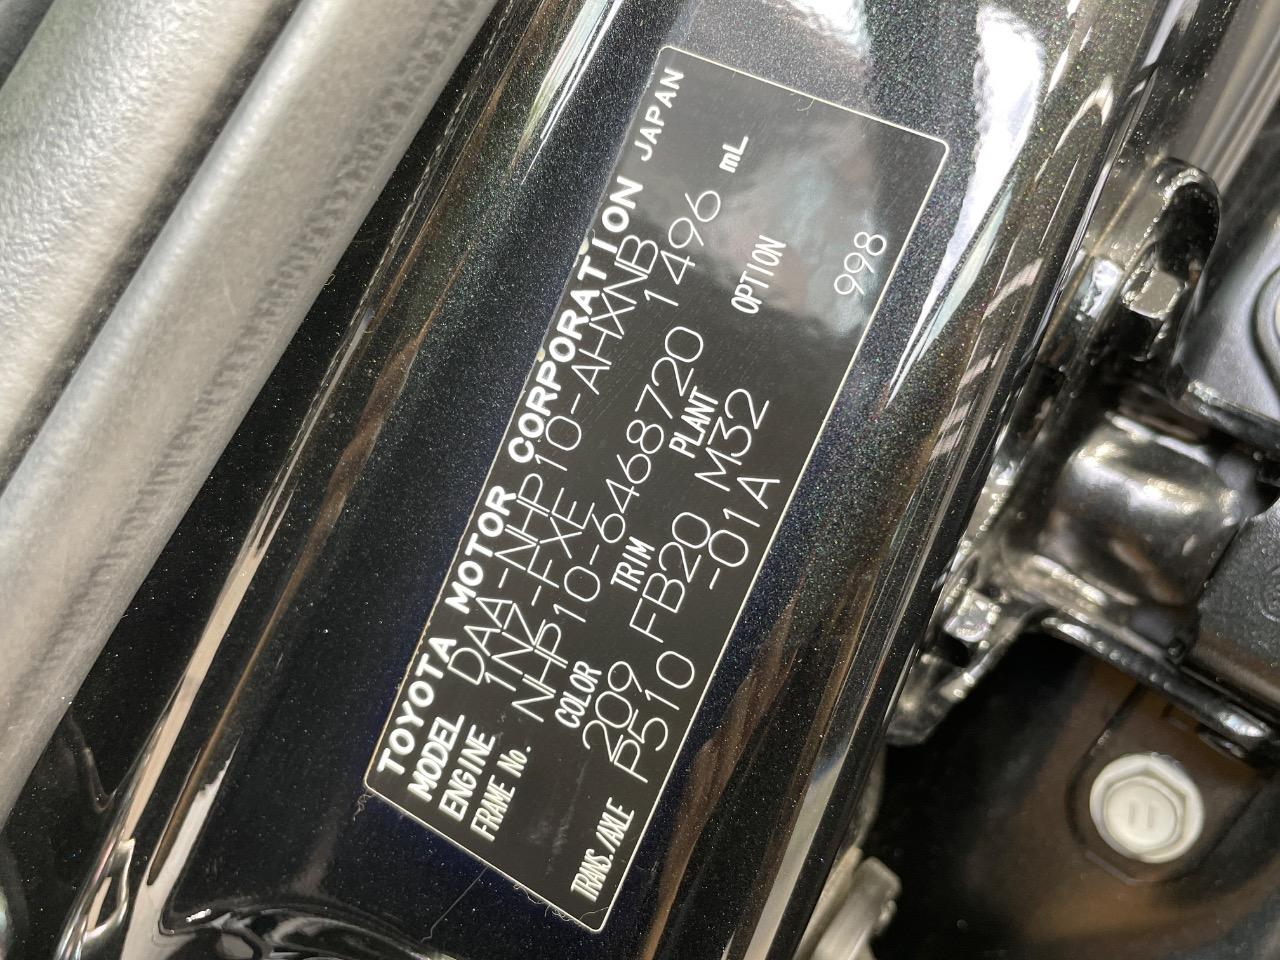 TOYOTA MOTOR CORPORATION JAPAN
MODEL DAA-NHP10-AHXNB
ENGINE 1NZ-FXE 1496 mL
FRAME No. NHP10-6468720
COLOR TRIM PLANT OPTION
209 FB20 M32
TRANS./AXLE P510 -01A 998